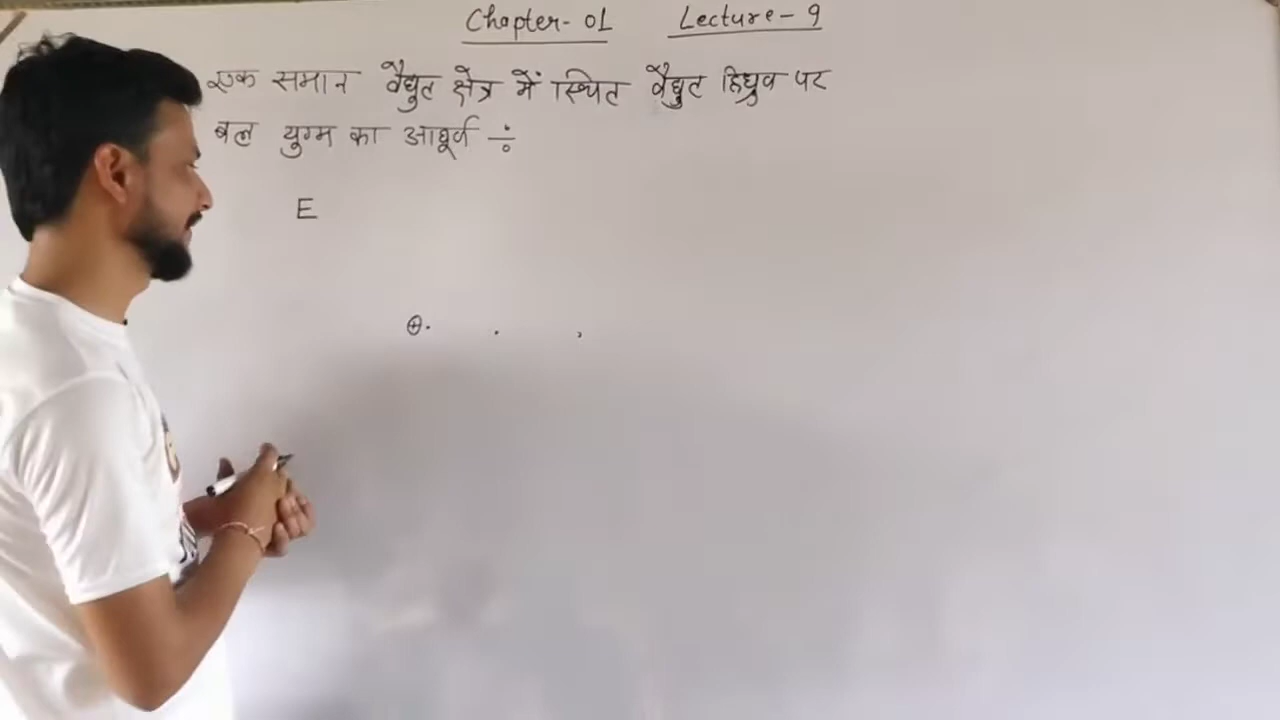 Chapter-01 Lecture-9
एक समान वैद्युत क्षेत्र में स्थित वैद्युत द्विध्रुव पर
बल युग्म का आघूर्ण ÷
E
⊕